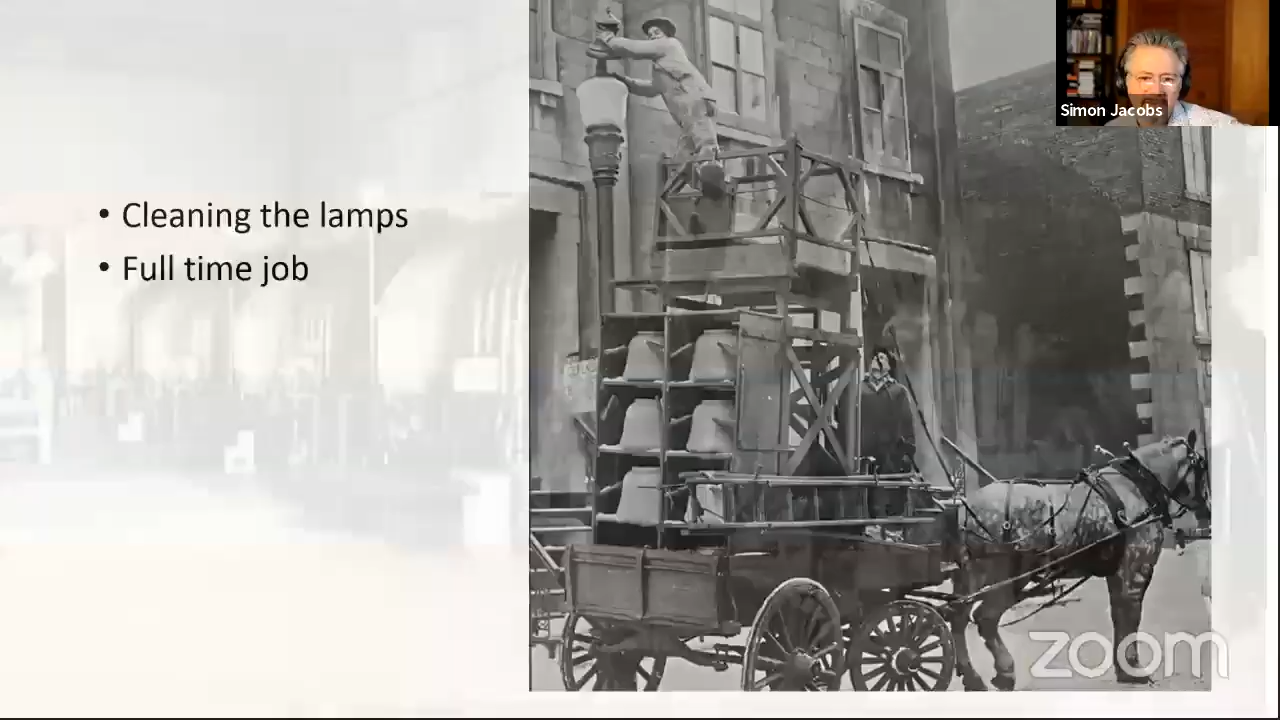 Simon Jacobs
• Cleaning the lamps
• Full time job
zoom